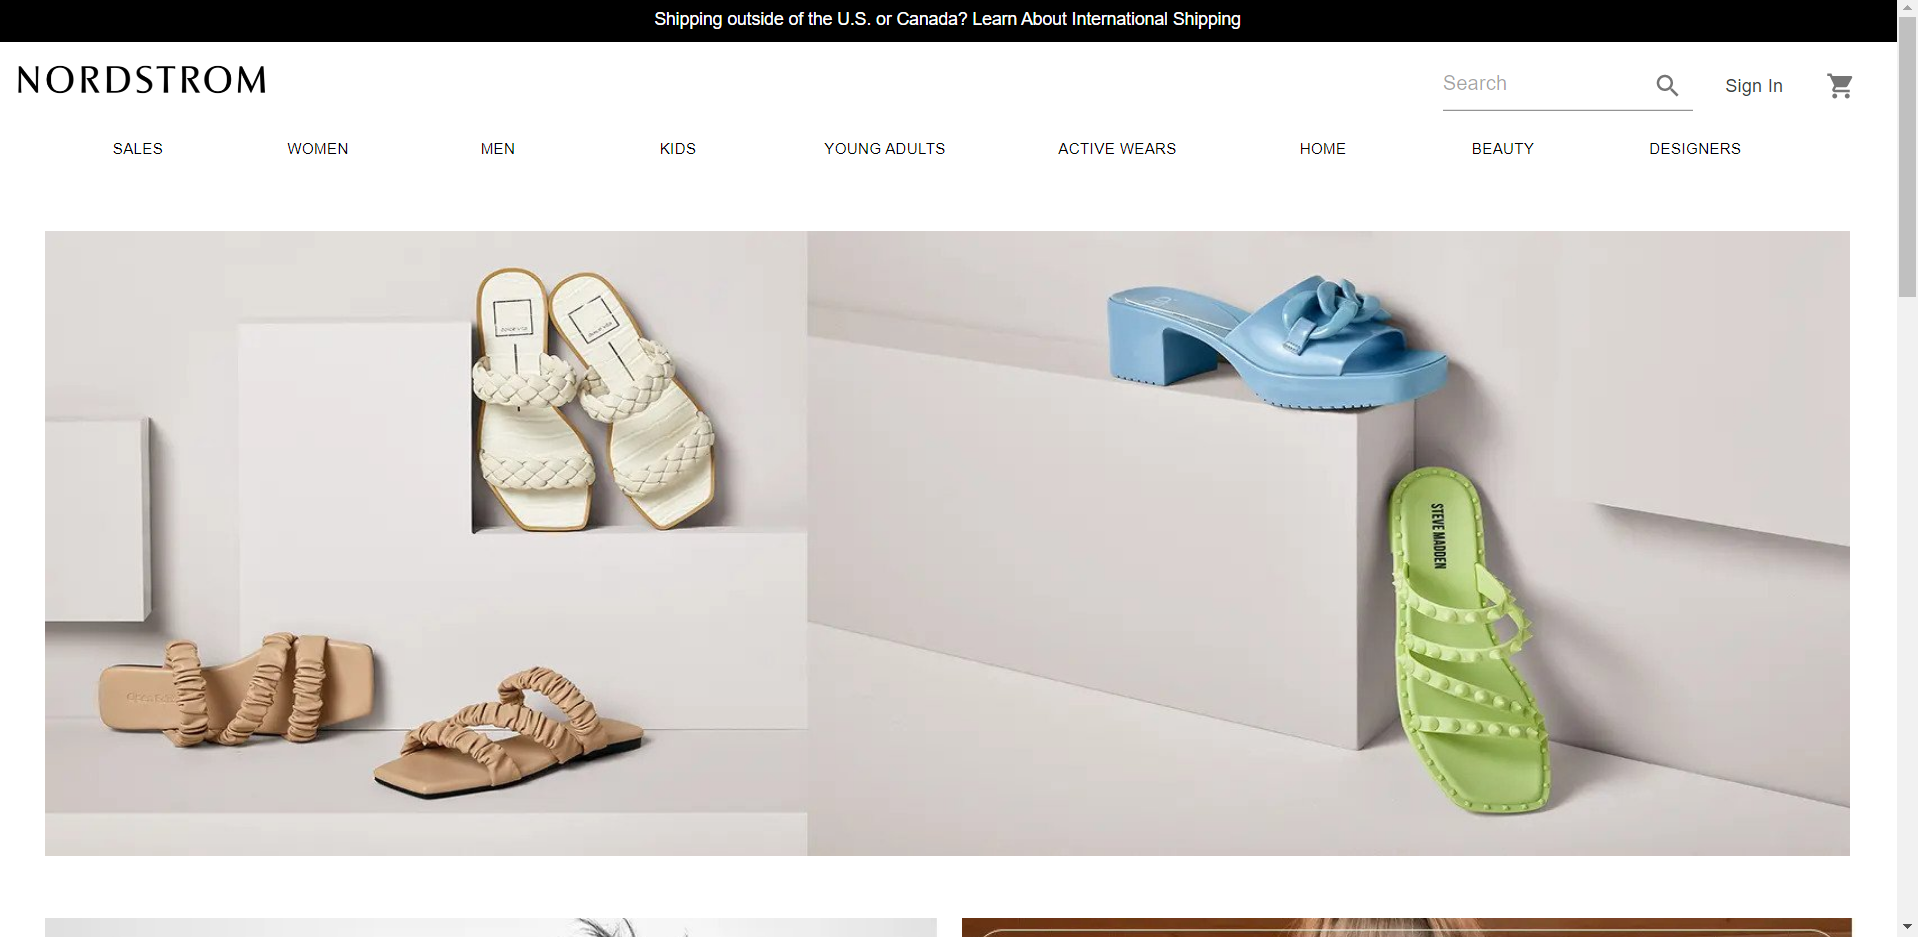 Shipping outside of the U.S. or Canada? Learn About International Shipping
NORDSTROM
Search
Sign In
SALES
WOMEN
MEN
KIDS
YOUNG ADULTS
ACTIVE WEARS
HOME
BEAUTY
DESIGNERS
STEVE MADDEN